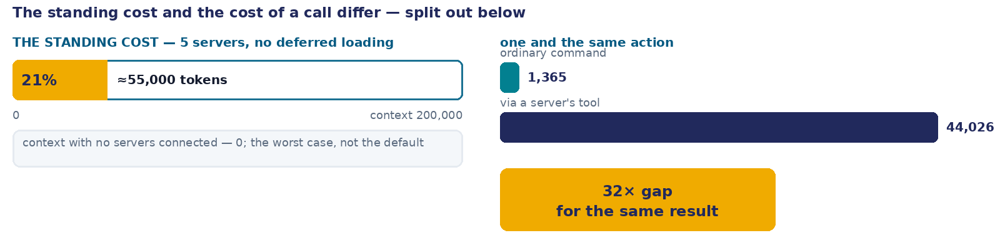 The standing cost and the cost of a call differ — split out below
THE STANDING COST — 5 servers, no deferred loading
21%
≈55,000 tokens
0
context 200,000
context with no servers connected — 0; the worst case, not the default
one and the same action
ordinary command
1,365
via a server's tool
44,026
32× gap
for the same result